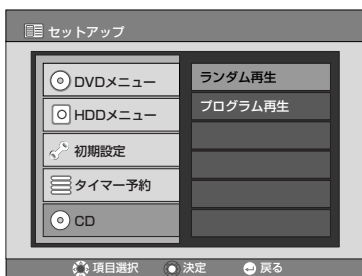 セットアップ
DVDメニュー
HDDメニュー
初期設定
タイマー予約
CD
ランダム再生
プログラム再生
項目選択 決定 戻る